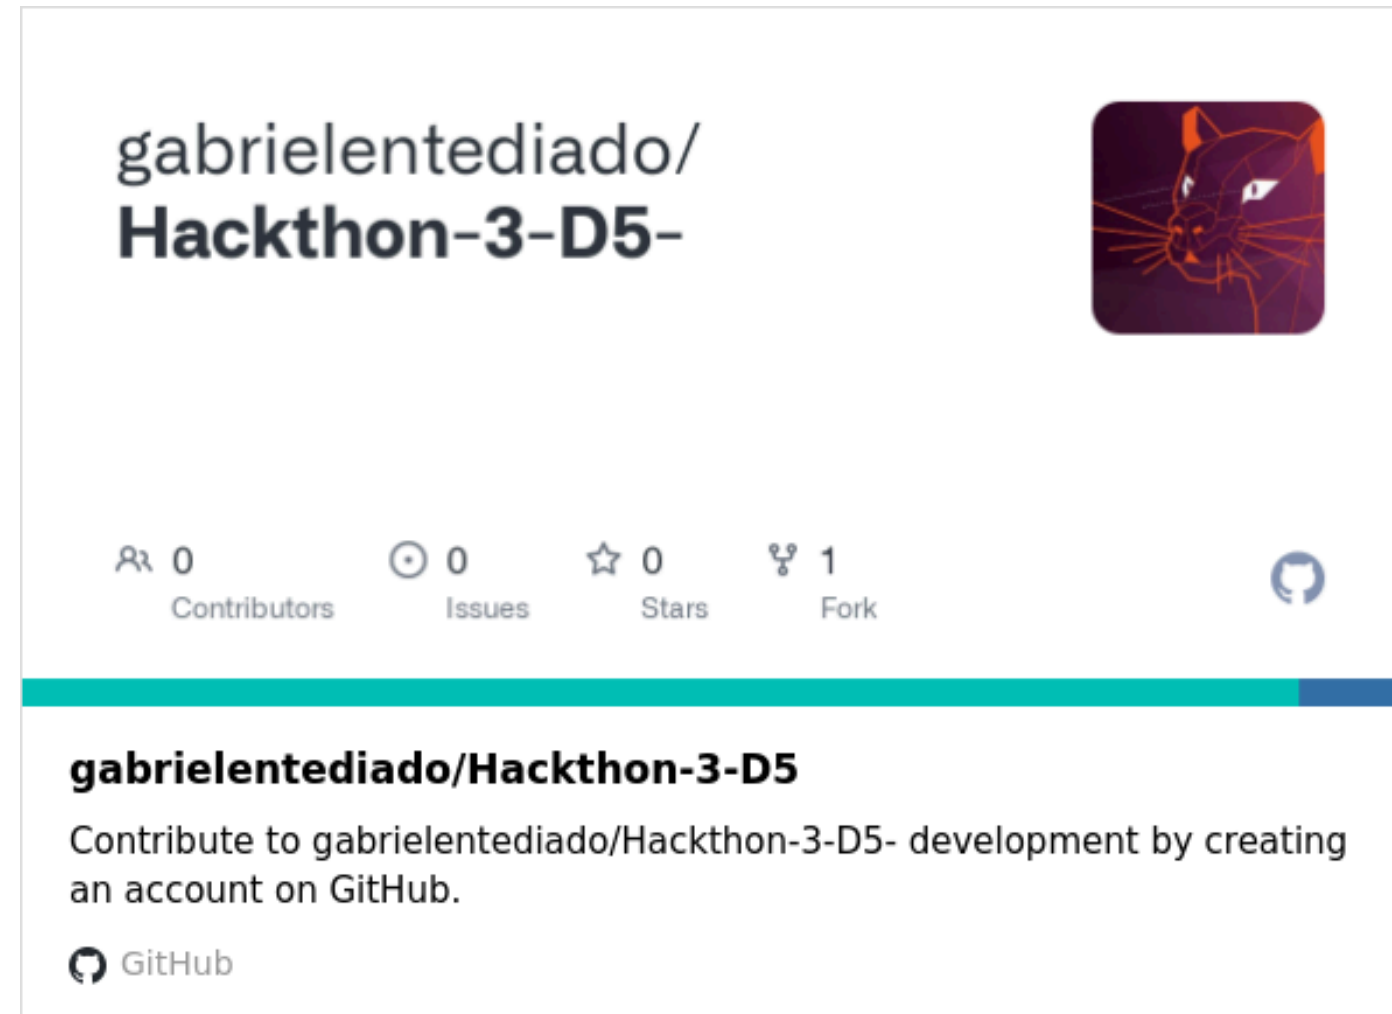 gabrielentediado/
Hackthon-3-D5-
0
Contributors
0
Issues
0
Stars
1
Fork
gabrielentediado/Hackthon-3-D5
Contribute to gabrielentediado/Hackthon-3-D5- development by creating
an account on GitHub.
GitHub